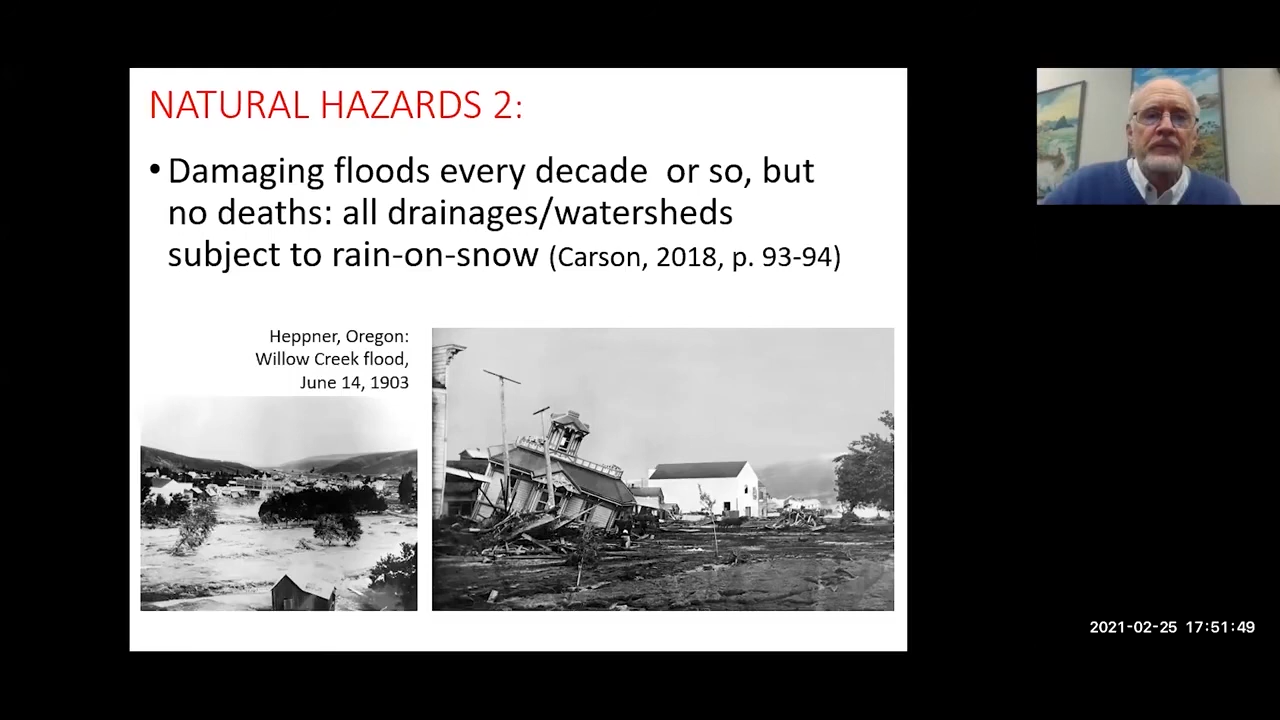 NATURAL HAZARDS 2:
• Damaging floods every decade or so, but
no deaths: all drainages/watersheds
subject to rain-on-snow (Carson, 2018, p. 93-94)
Heppner, Oregon:
Willow Creek flood,
June 14, 1903
2021-02-25 17:51:49